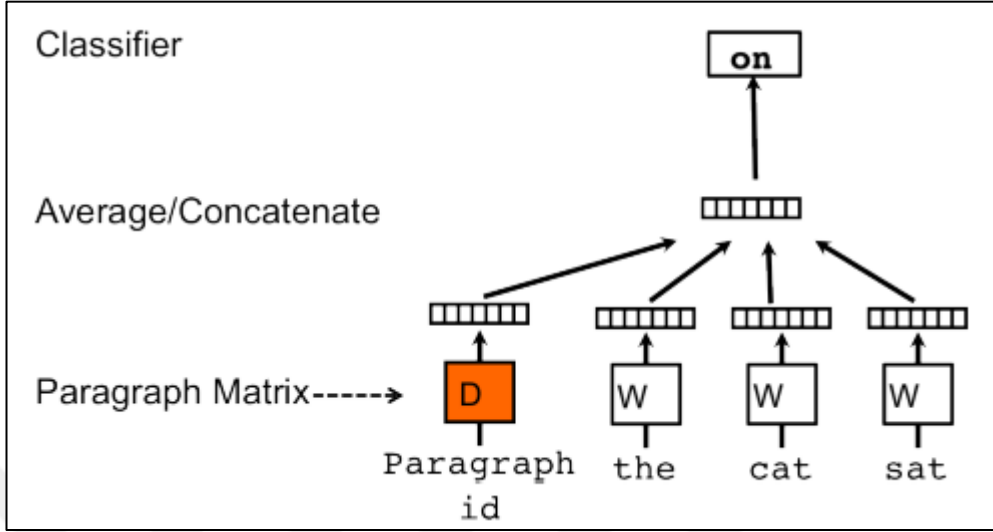 Classifier
on
Average/Concatenate
Paragraph Matrix
D
W
W
W
Paragraph
id
the
cat
sat